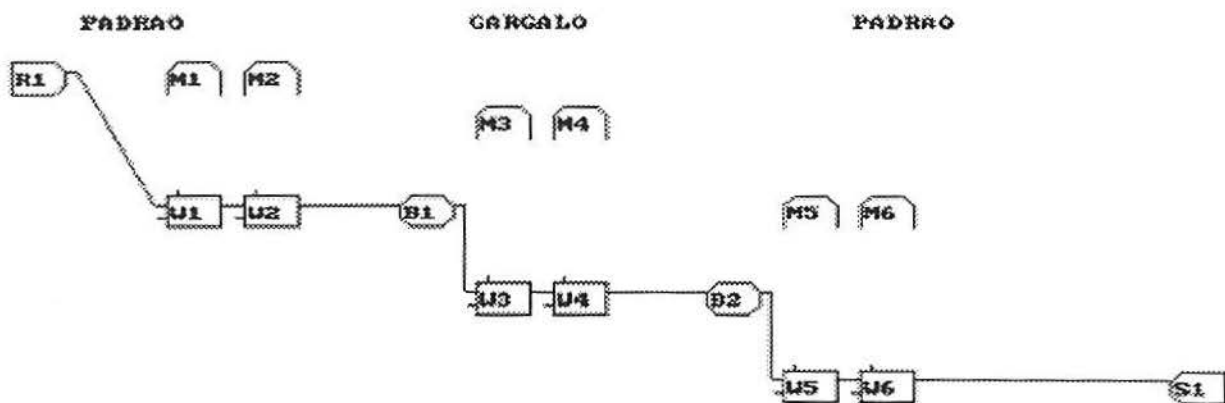 PADRAO GARGALO PADRAO
R1 M1 M2
M3 M4
W1 W2 B1 M5 M6
W3 W4 B2
W5 W6 S1